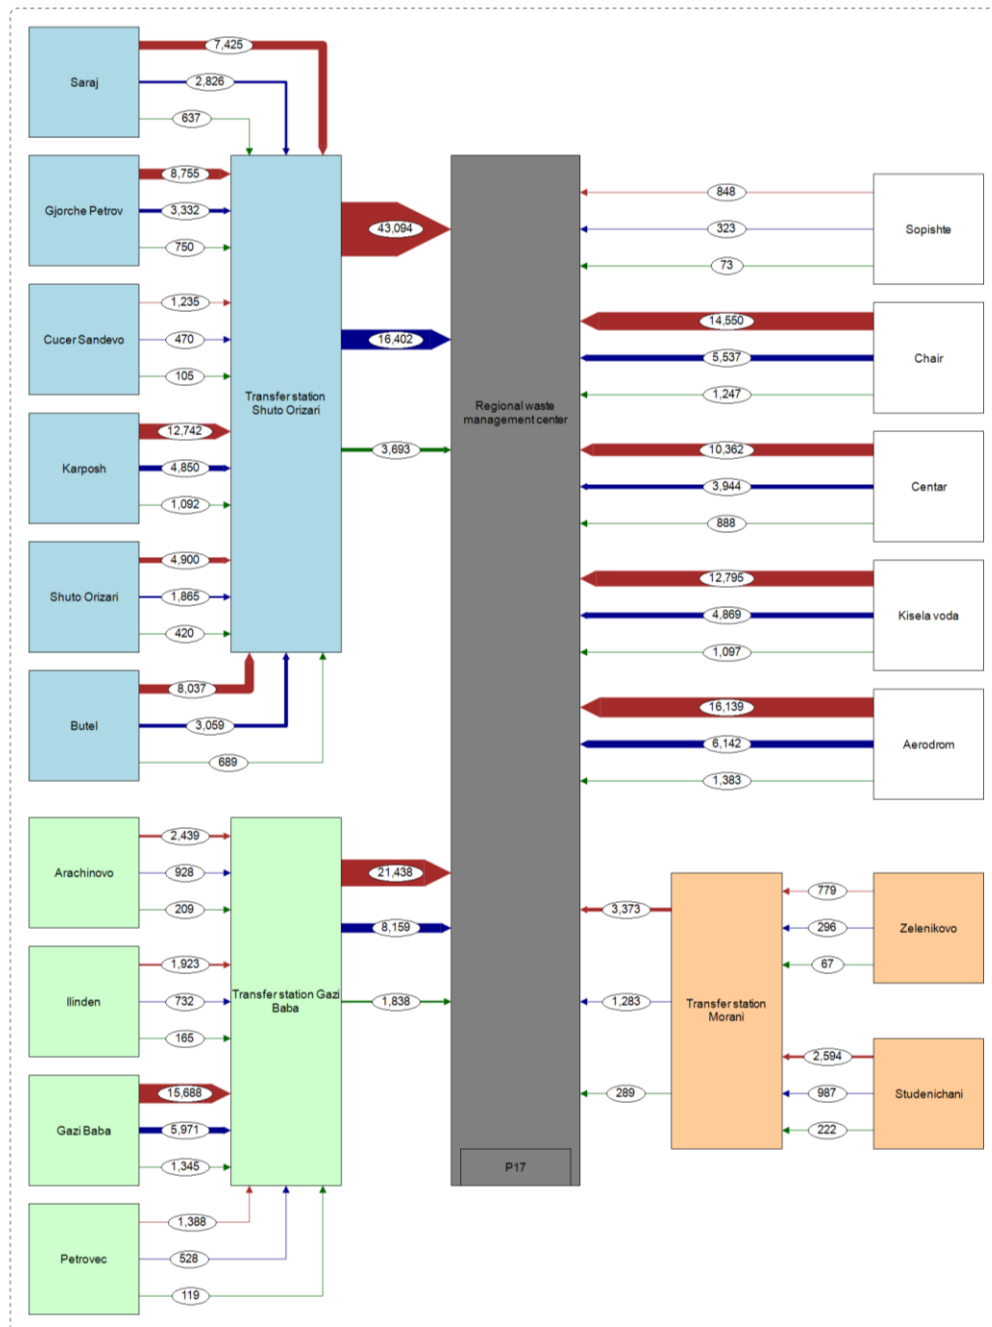 Saraj
7,425
2,826
637
Gjorche Petrov
8,755
3,332
750
Cucer Sandevo
1,235
470
105
Karposh
12,742
4,850
1,092
Shuto Orizari
4,900
1,865
420
Butel
8,037
3,059
689
Transfer station
Shuto Orizari
43,094
16,402
3,693
Arachinovo
2,439
928
209
Ilinden
1,923
732
165
Gazi Baba
15,688
5,971
1,345
Petrovec
1,388
528
119
Transfer station Gazi
Baba
21,438
8,159
1,838
Regional waste
management center
P17
848
323
73
Sopishte
14,550
5,537
1,247
Chair
10,362
3,944
888
Centar
12,795
4,869
1,097
Kisela voda
16,139
6,142
1,383
Aerodrom
3,373
1,283
289
Transfer station
Morani
779
296
67
Zelenikovo
2,594
987
222
Studenichani